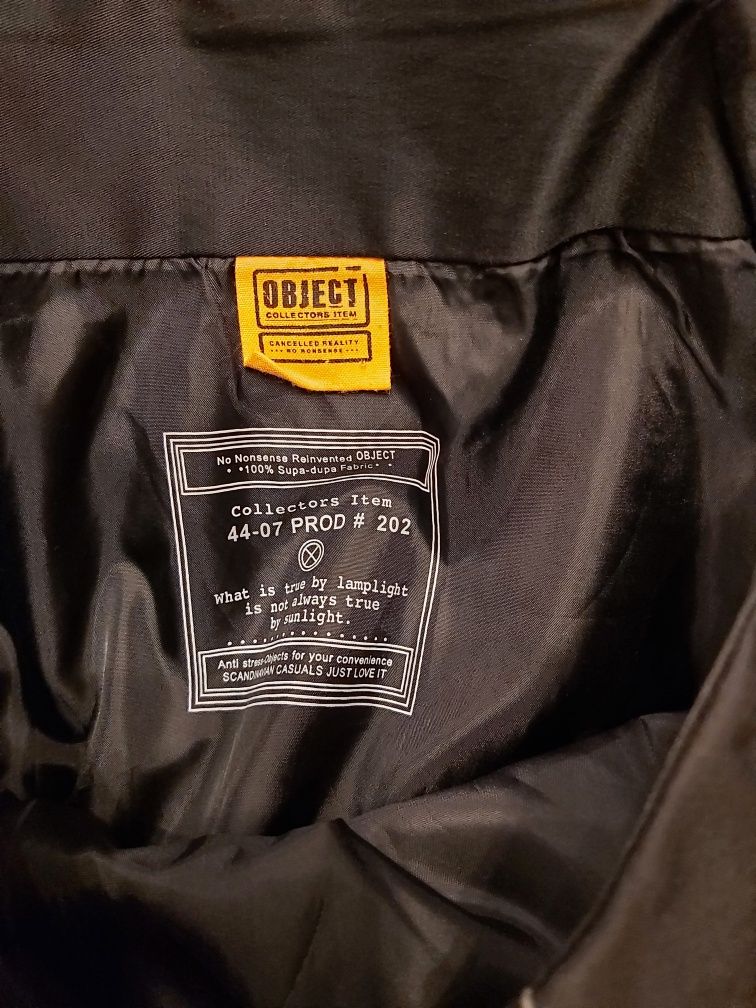 OBJECT
COLLECTORS ITEM
CANCELLED REALITY
--- NO NONSENSE ---
No Nonsense Reinvented OBJECT
• •100% Supa-dupa Fabric• •
Collectors Item
44-07 PROD # 202
What is true by lamplight
is not always true
by sunlight.
Anti stress-Objects for your convenience
SCANDINAVIAN CASUALS JUST LOVE IT